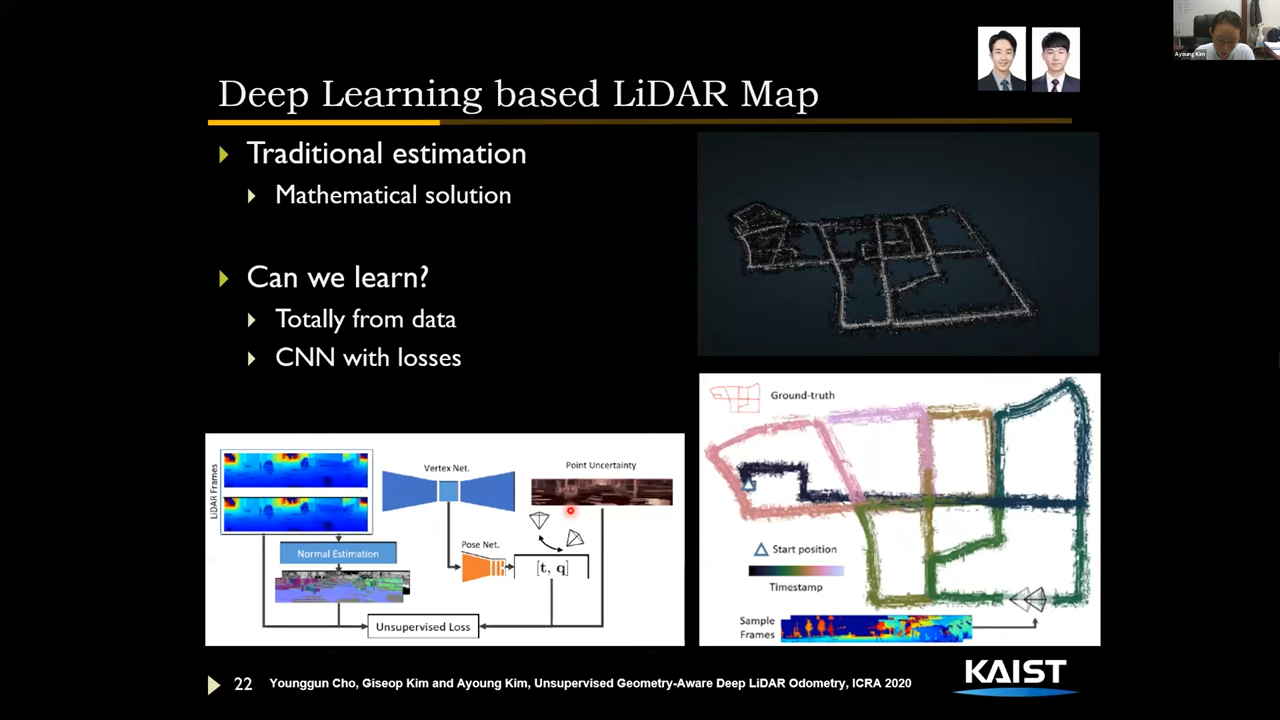 Ayoung Kim
Deep Learning based LiDAR Map
Traditional estimation
Mathematical solution
Can we learn?
Totally from data
CNN with losses
LiDAR Frames
Vertex Net.
Point Uncertainty
Normal Estimation
Pose Net.
[t, q]
Unsupervised Loss
Ground-truth
Start position
Timestamp
Sample
Frames
22 Younggun Cho, Giseop Kim and Ayoung Kim, Unsupervised Geometry-Aware Deep LiDAR Odometry, ICRA 2020
KAIST